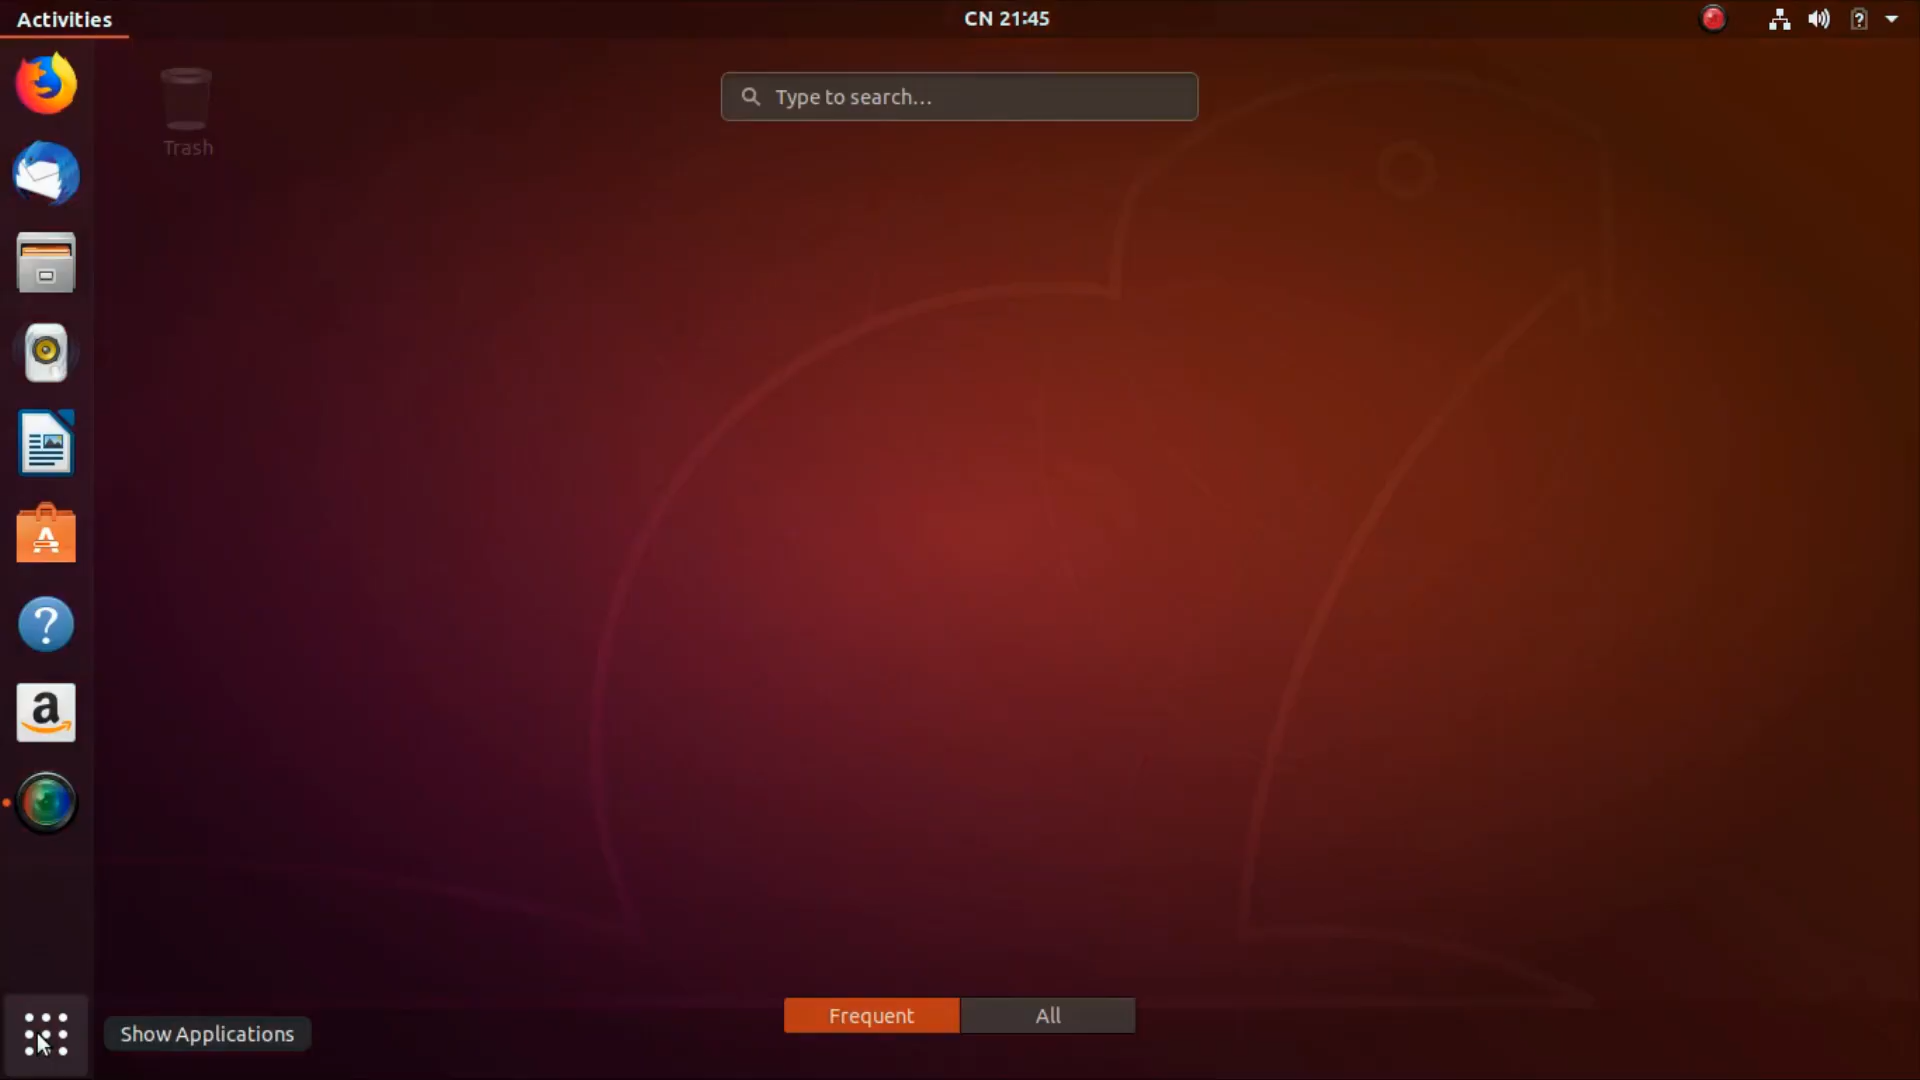 Activities
CN 21:45
Type to search...
Trash
Frequent
All
Show Applications